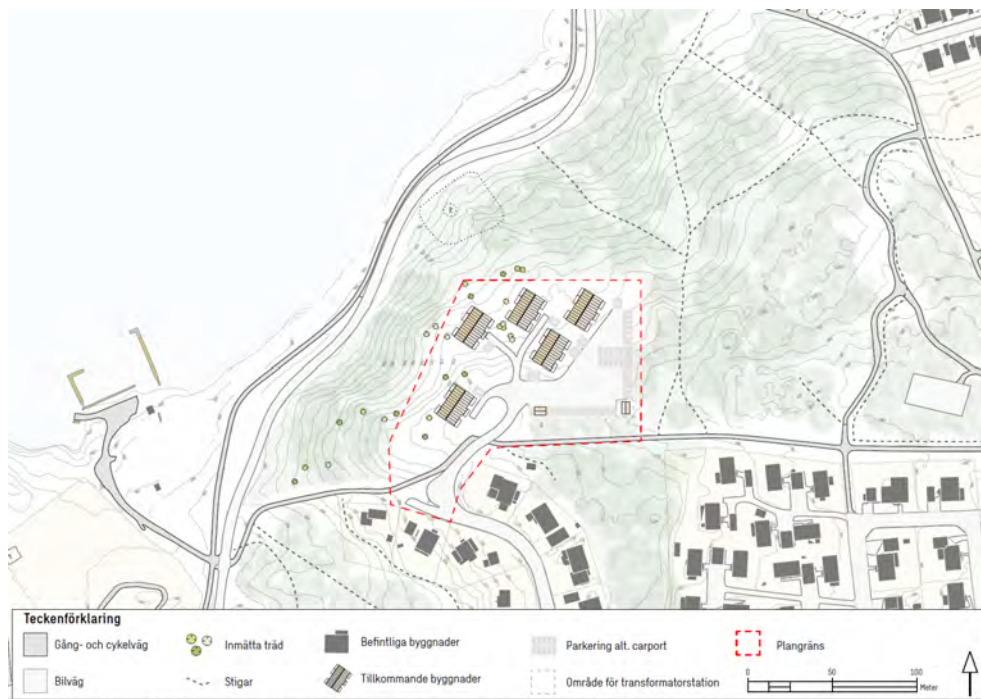 Teckenförklaring
Gång- och cykelväg
Inmätta träd
Befintliga byggnader
Parkering alt. carport
Plangräns
Bilväg
Stigar
Tillkommande byggnader
Område för transformatorstation
0 50 100
Meter